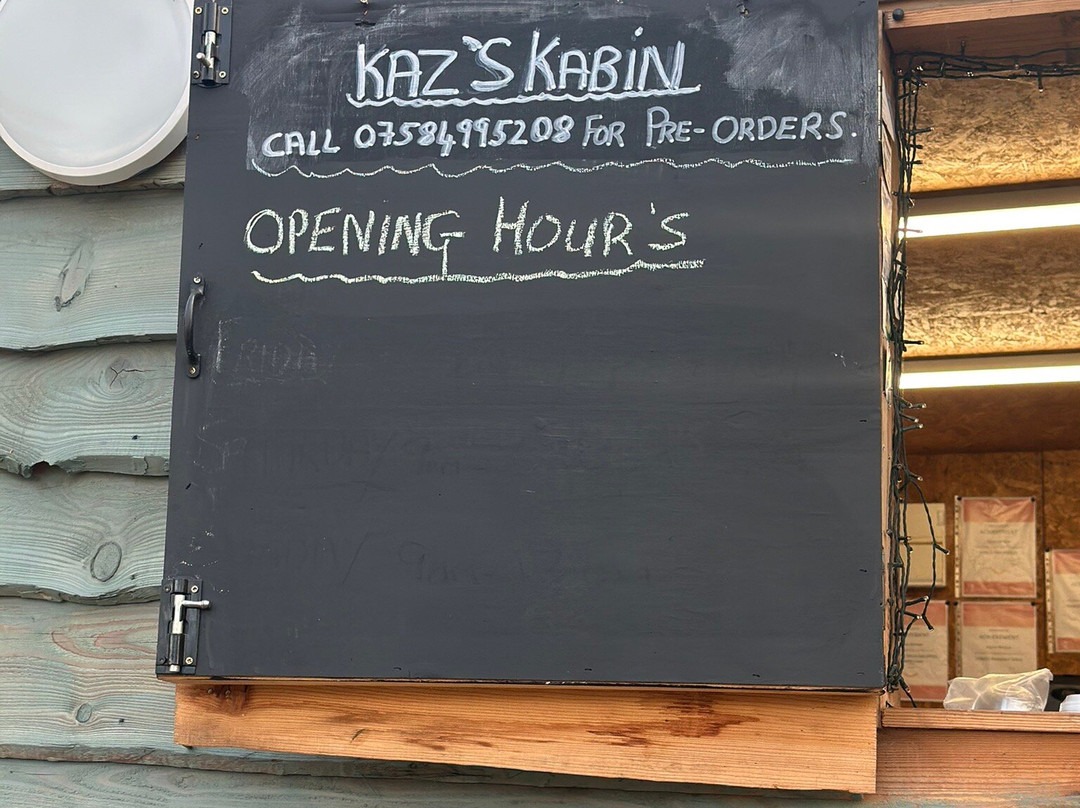 KAZ'S KABIN
CALL 07584995208 FOR PRE-ORDERS.
OPENING HOUR'S